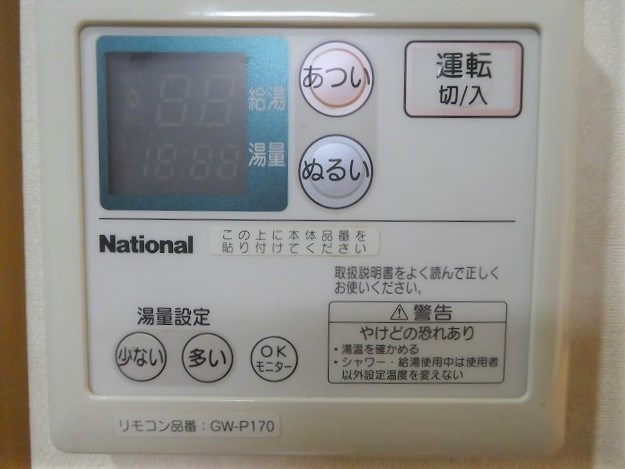 給湯
湯量
あつい
ぬるい
運転
切/入
National
この上に本体品番を
貼り付けてください
取扱説明書をよく読んで正しく
お使いください。
湯量設定
少ない
多い
OK
モニター
⚠警告
やけどの恐れあり
・湯温を確かめる
・シャワー・給湯使用中は使用者
以外設定温度を変えない
リモコン品番：GW-P170